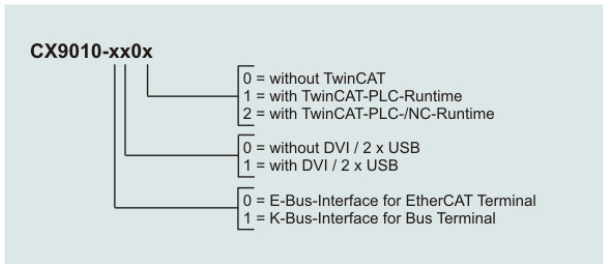 CX9010-xx0x
0 = without TwinCAT
1 = with TwinCAT-PLC-Runtime
2 = with TwinCAT-PLC-/NC-Runtime
0 = without DVI / 2 x USB
1 = with DVI / 2 x USB
0 = E-Bus-Interface for EtherCAT Terminal
1 = K-Bus-Interface for Bus Terminal